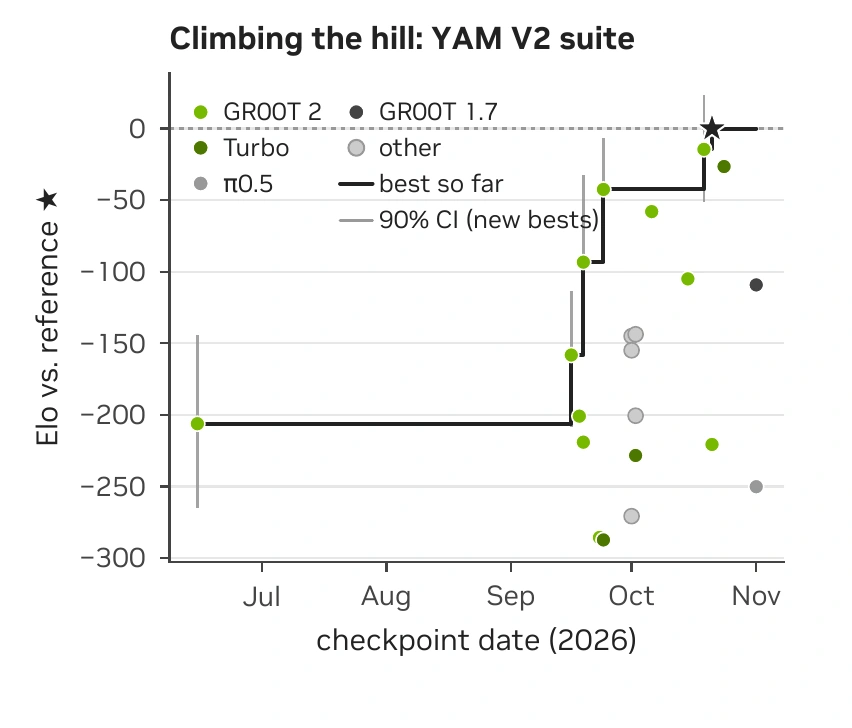 Climbing the hill: YAM V2 suite
GR00T 2
GR00T 1.7
Turbo
other
π0.5
best so far
90% CI (new bests)
Elo vs. reference ★
0
−50
−100
−150
−200
−250
−300
Jul
Aug
Sep
Oct
Nov
checkpoint date (2026)